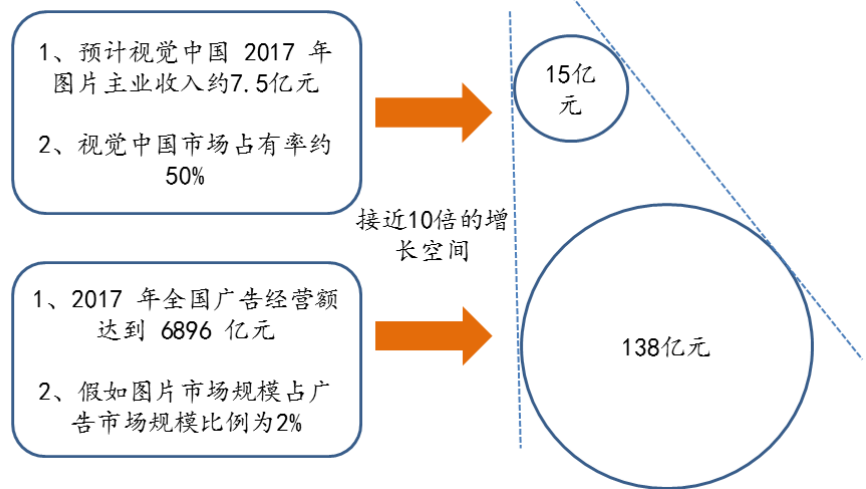 1、预计视觉中国 2017 年
图片主业收入约7.5亿元
2、视觉中国市场占有率约
50%
15亿
元
接近10倍的增
长空间
1、2017 年全国广告经营额
达到 6896 亿元
2、假如图片市场规模占广
告市场规模比例为2%
138亿元